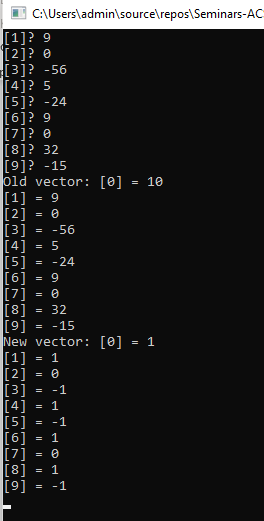 C:\Users\admin\source\repos\Seminars-AC
[1]? 9
[2]? 0
[3]? -56
[4]? 5
[5]? -24
[6]? 9
[7]? 0
[8]? 32
[9]? -15
Old vector: [0] = 10
[1] = 9
[2] = 0
[3] = -56
[4] = 5
[5] = -24
[6] = 9
[7] = 0
[8] = 32
[9] = -15
New vector: [0] = 1
[1] = 1
[2] = 0
[3] = -1
[4] = 1
[5] = -1
[6] = 1
[7] = 0
[8] = 1
[9] = -1